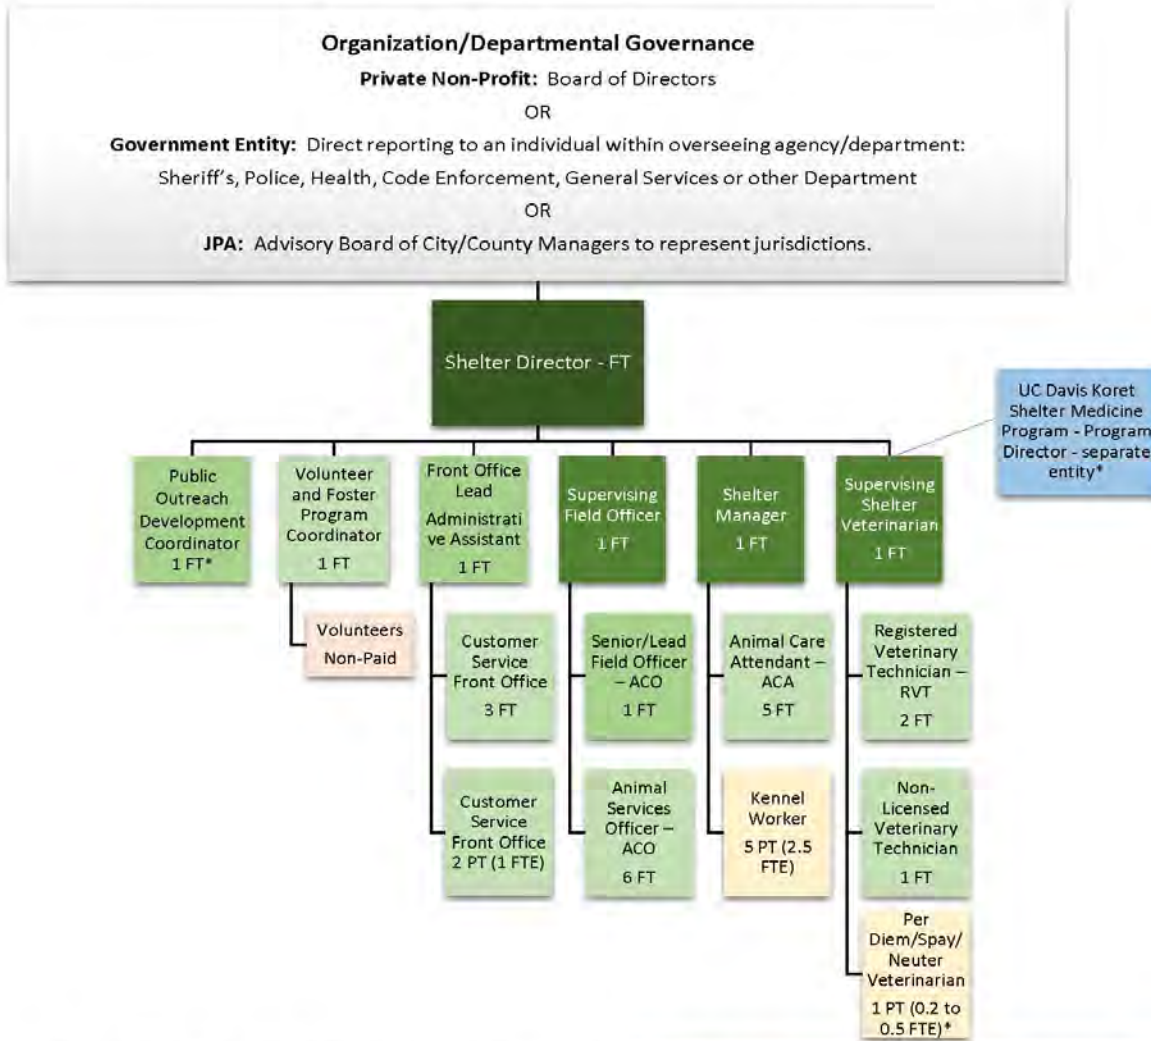 Organization/Departmental Governance
Private Non-Profit: Board of Directors
OR
Government Entity: Direct reporting to an individual within overseeing agency/department:
Sheriff's, Police, Health, Code Enforcement, General Services or other Department
OR
JPA: Advisory Board of City/County Managers to represent jurisdictions.
Shelter Director - FT
UC Davis Koret
Shelter Medicine
Program - Program
Director - separate
entity*
Public
Outreach
Development
Coordinator
1 FT*
Volunteer
and Foster
Program
Coordinator
1 FT
Front Office
Lead
Administrati
ve Assistant
1 FT
Supervising
Field Officer
1 FT
Shelter
Manager
1 FT
Supervising
Shelter
Veterinarian
1 FT
Volunteers
Non-Paid
Customer
Service
Front Office
3 FT
Senior/Lead
Field Officer
– ACO
1 FT
Animal Care
Attendant –
ACA
5 FT
Registered
Veterinary
Technician –
RVT
2 FT
Customer
Service
Front Office
2 PT (1 FTE)
Animal
Services
Officer –
ACO
6 FT
Kennel
Worker
5 PT (2.5
FTE)
Non-
Licensed
Veterinary
Technician
1 FT
Per
Diem/Spay/
Neuter
Veterinarian
1 PT (0.2 to
0.5 FTE)*